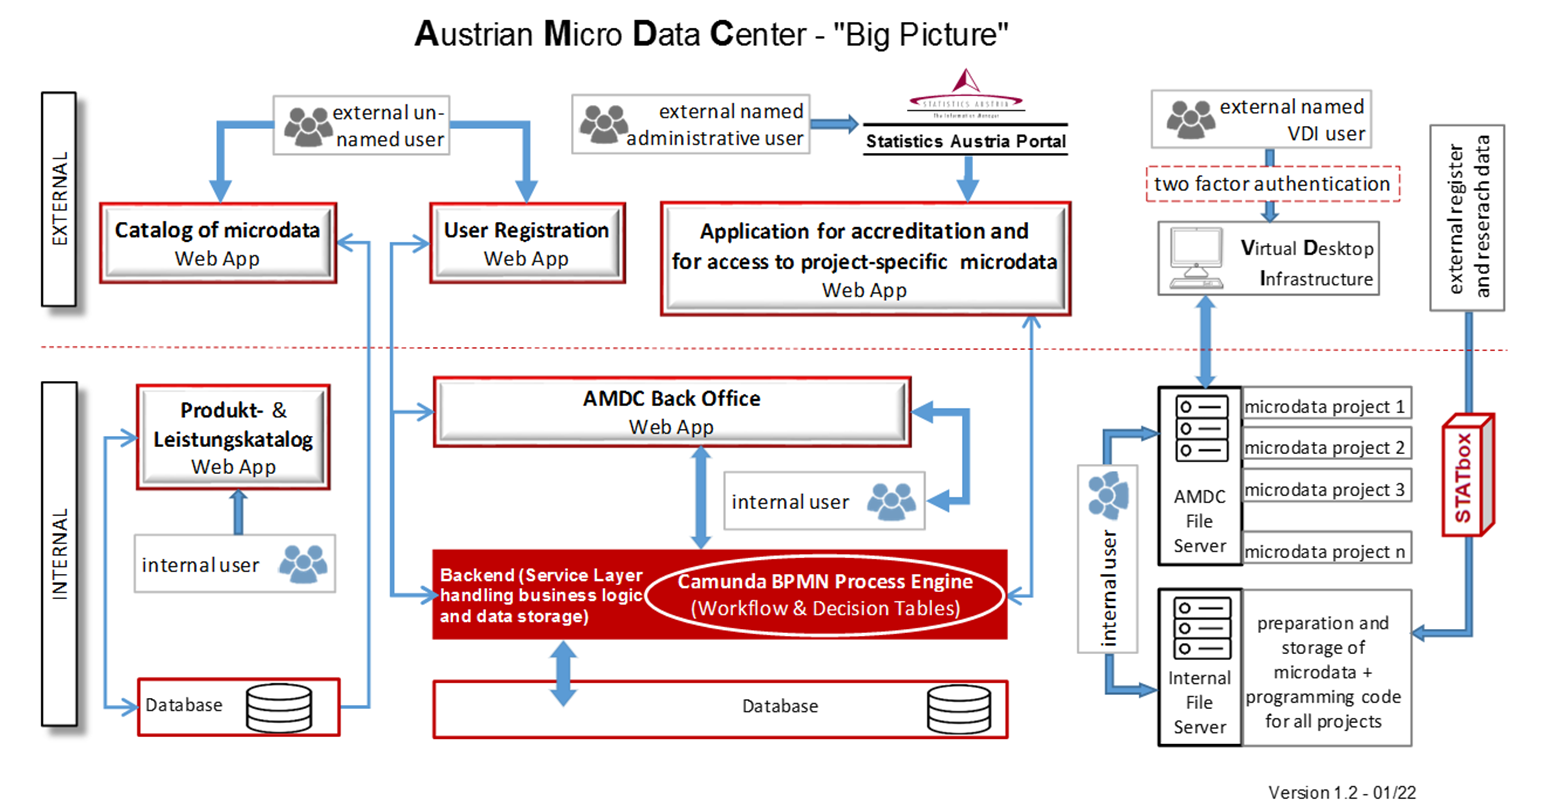 Austrian Micro Data Center - "Big Picture"
EXTERNAL
external un-
named user
external named
administrative user
STATISTICS AUSTRIA
The Information Manager
Statistics Austria Portal
external named
VDI user
two factor authentication
Virtual Desktop
Infrastructure
external register
and reserach data
Catalog of microdata
Web App
User Registration
Web App
Application for accreditation and
for access to project-specific microdata
Web App
INTERNAL
Produkt- &
Leistungskatalog
Web App
internal user
Database
AMDC Back Office
Web App
internal user
Backend (Service Layer
handling business logic
and data storage)
Camunda BPMN Process Engine
(Workflow & Decision Tables)
Database
internal user
AMDC
File
Server
microdata project 1
microdata project 2
microdata project 3
microdata project n
STATbox
Internal
File
Server
preparation and
storage of
microdata +
programming code
for all projects
Version 1.2 - 01/22